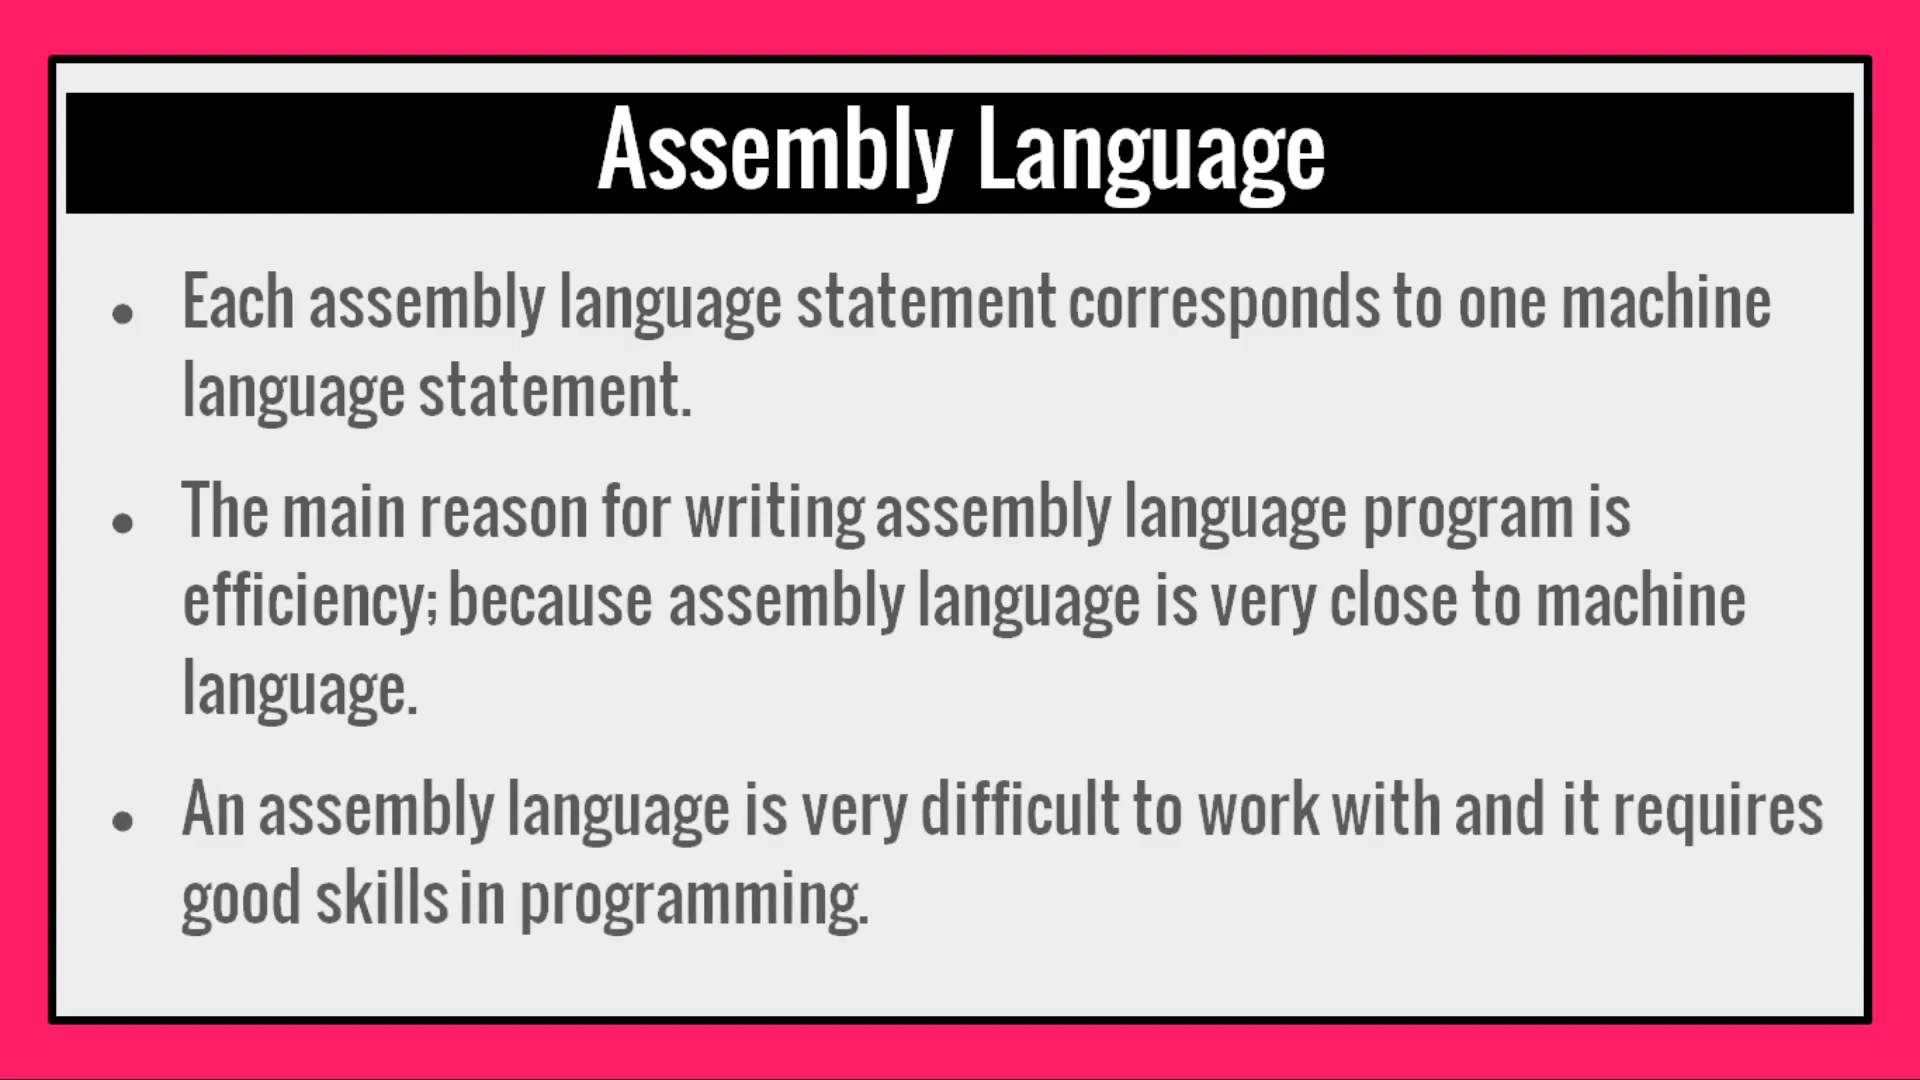 Assembly Language
• Each assembly language statement corresponds to one machine
language statement.
• The main reason for writing assembly language program is
efficiency; because assembly language is very close to machine
language.
• An assembly language is very difficult to work with and it requires
good skills in programming.